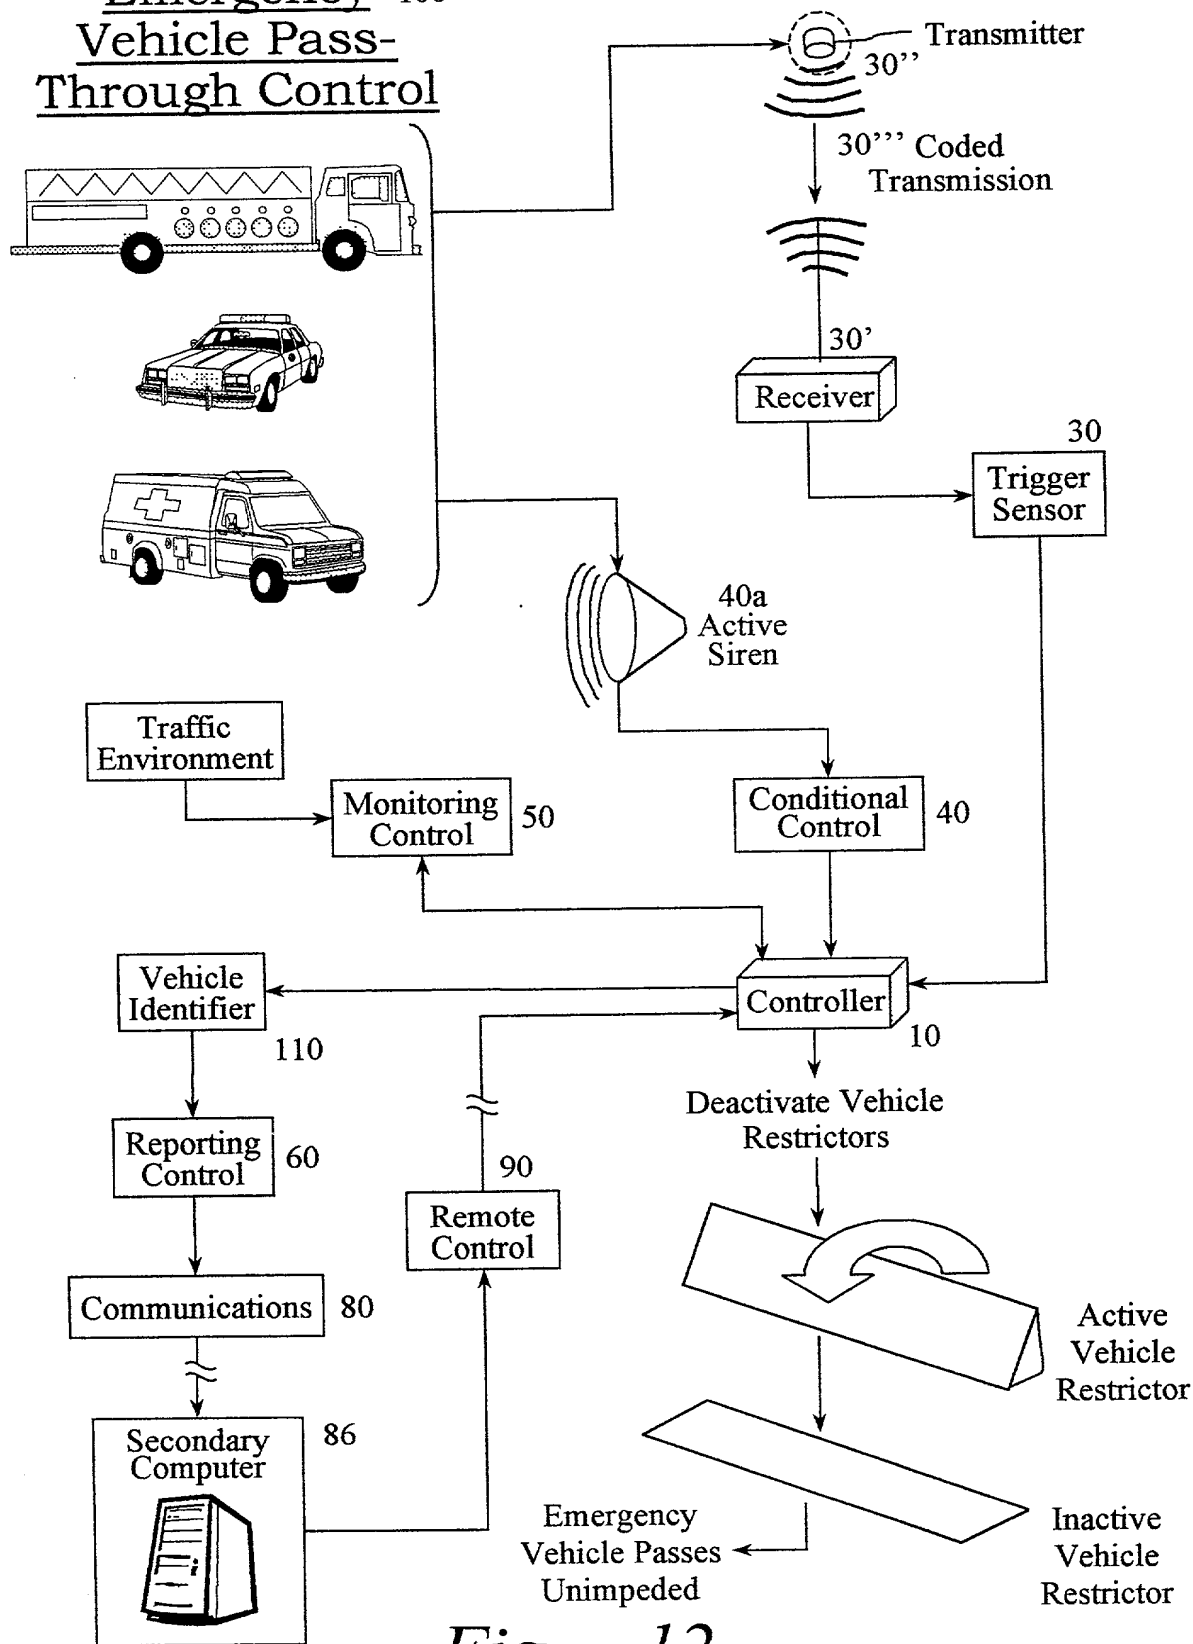 Emergency
Vehicle Pass-
Through Control
Transmitter
30''
30''' Coded
Transmission
30'
Receiver
30
Trigger
Sensor
40a
Active
Siren
Traffic
Environment
Monitoring
Control
50
Conditional
Control
40
Vehicle
Identifier
110
Controller
10
Deactivate Vehicle
Restrictors
Reporting
Control
60
90
Remote
Control
Communications
80
Active
Vehicle
Restrictor
Secondary
Computer
86
Emergency
Vehicle Passes
Unimpeded
Inactive
Vehicle
Restrictor